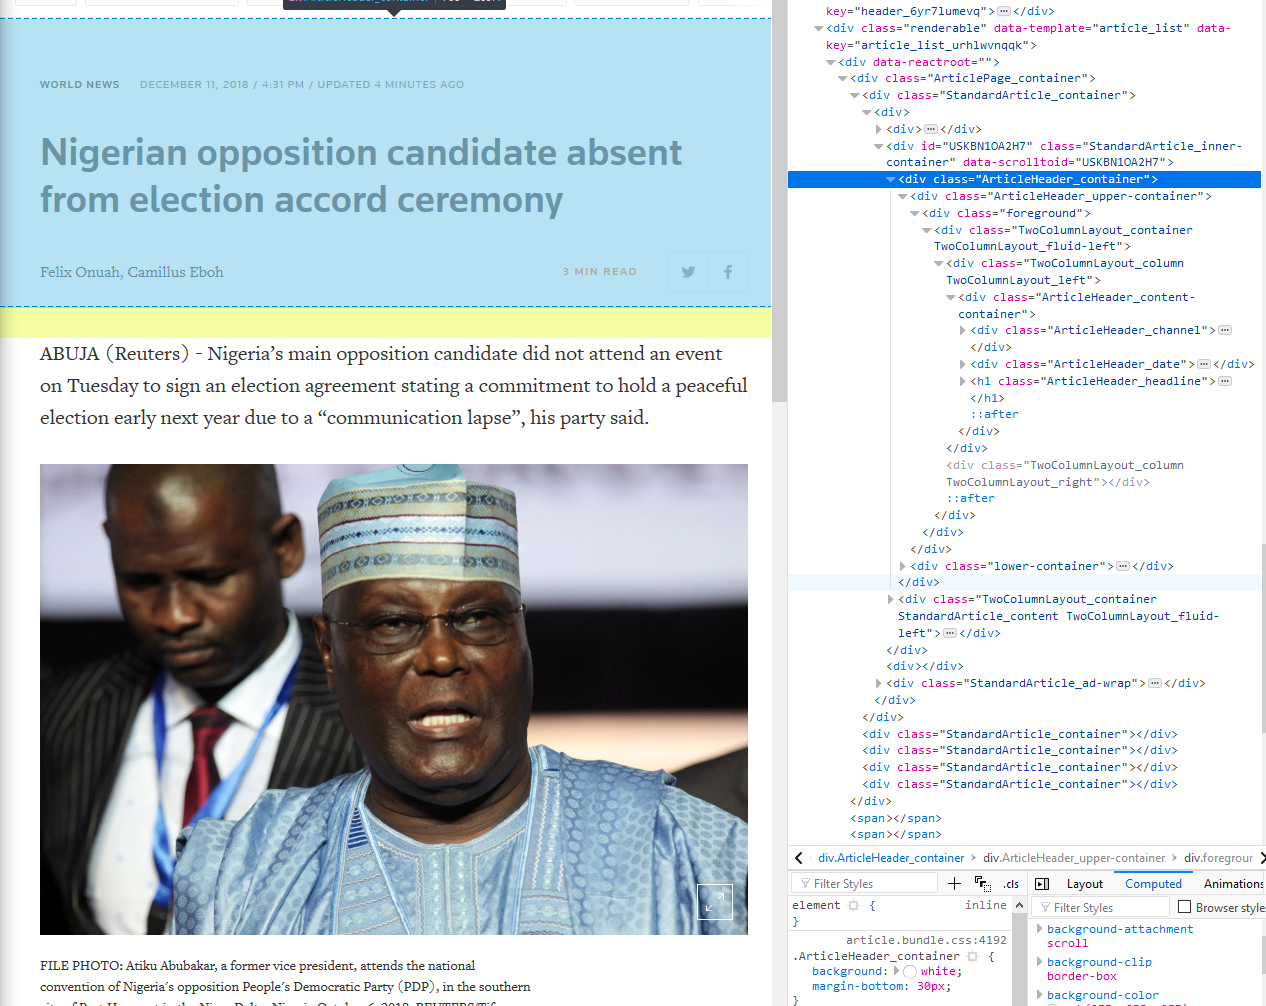 WORLD NEWS DECEMBER 11, 2018 / 4:31 PM / UPDATED 4 MINUTES AGO
Nigerian opposition candidate absent
from election accord ceremony
Felix Onuah, Camillus Eboh
3 MIN READ
ABUJA (Reuters) - Nigeria’s main opposition candidate did not attend an event
on Tuesday to sign an election agreement stating a commitment to hold a peaceful
election early next year due to a “communication lapse”, his party said.
FILE PHOTO: Atiku Abubakar, a former vice president, attends the national
convention of Nigeria's opposition People's Democratic Party (PDP), in the southern
key="header_6yr7lumevq">⋯</div>
<div class="renderable" data-template="article_list" data-
key="article_list_urhlwvnqqk">
<div data-reactroot="">
<div class="ArticlePage_container">
<div class="StandardArticle_container">
<div>
<div>⋯</div>
<div id="USKBN1OA2H7" class="StandardArticle_inner-
container" data-scrolltoid="USKBN1OA2H7">
<div class="ArticleHeader_container">
<div class="ArticleHeader_upper-container">
<div class="foreground">
<div class="TwoColumnLayout_container
TwoColumnLayout_fluid-left">
<div class="TwoColumnLayout_column
TwoColumnLayout_left">
<div class="ArticleHeader_content-
container">
<div class="ArticleHeader_channel">⋯
</div>
<div class="ArticleHeader_date">⋯</div>
<h1 class="ArticleHeader_headline">⋯
</h1>
::after
</div>
</div>
<div class="TwoColumnLayout_column
TwoColumnLayout_right"></div>
::after
</div>
</div>
</div>
<div class="lower-container">⋯</div>
</div>
<div class="TwoColumnLayout_container
StandardArticle_content TwoColumnLayout_fluid-
left">⋯</div>
</div>
<div></div>
<div class="StandardArticle_ad-wrap">⋯</div>
</div>
</div>
<div class="StandardArticle_container"></div>
<div class="StandardArticle_container"></div>
<div class="StandardArticle_container"></div>
<div class="StandardArticle_container"></div>
</div>
<span></span>
<span></span>
div.ArticleHeader_container > div.ArticleHeader_upper-container > div.foregrour
Filter Styles + .cls
element { inline
}
article.bundle.css:4192
.ArticleHeader_container {
background: white;
margin-bottom: 30px;
}
Layout Computed Animations
Filter Styles Browser style
background-attachment
scroll
background-clip
border-box
background-color